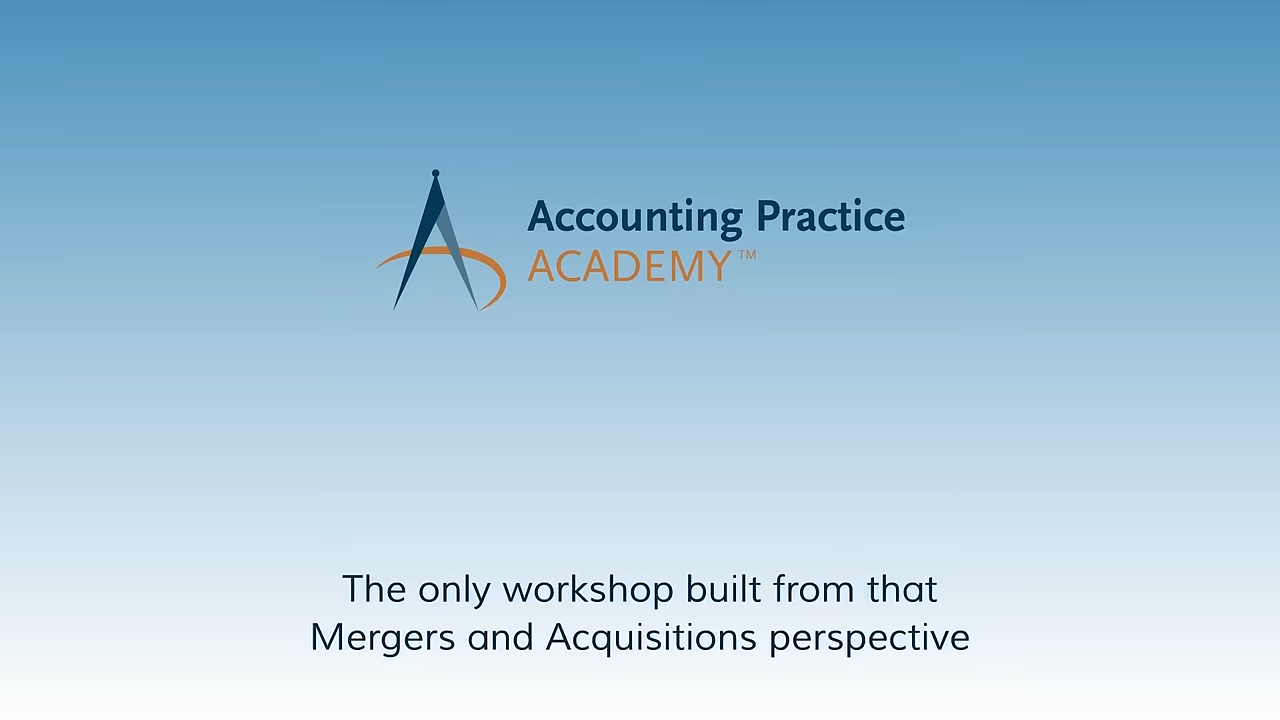 Accounting Practice
ACADEMY™
The only workshop built from that
Mergers and Acquisitions perspective